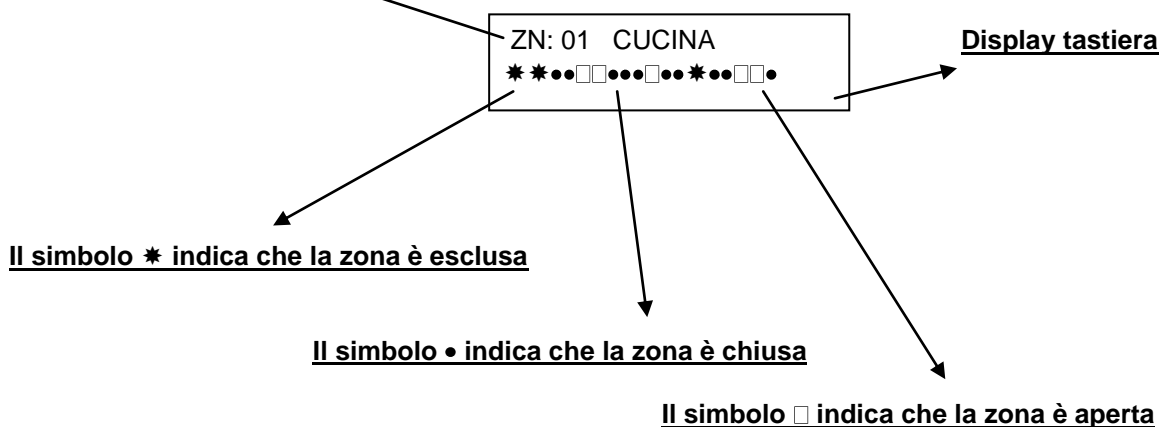 ZN: 01 CUCINA
✷✷●●□□●●●□●●✷●●□□●
Display tastiera
Il simbolo ✷ indica che la zona è esclusa
Il simbolo ● indica che la zona è chiusa
Il simbolo □ indica che la zona è aperta